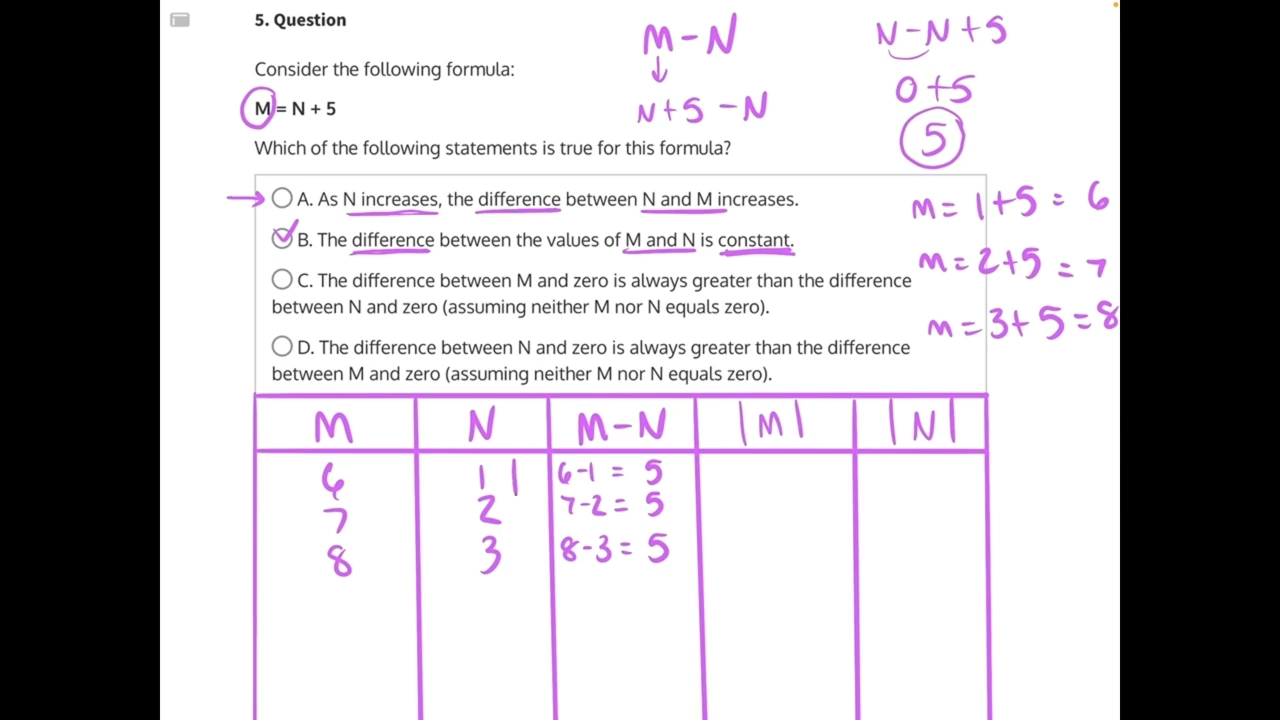 5. Question
M - N
N - N + 5
Consider the following formula:
↓
0 + 5
M = N + 5
N + 5 - N
5
Which of the following statements is true for this formula?
→ A. As N increases, the difference between N and M increases.
m = 1 + 5 = 6
B. The difference between the values of M and N is constant.
m = 2 + 5 = 7
C. The difference between M and zero is always greater than the difference
between N and zero (assuming neither M nor N equals zero).
m = 3 + 5 = 8
D. The difference between N and zero is always greater than the difference
between M and zero (assuming neither M nor N equals zero).
M N M - N |M| |N|
6 1 | 6 - 1 = 5
7 2 7 - 2 = 5
8 3 8 - 3 = 5